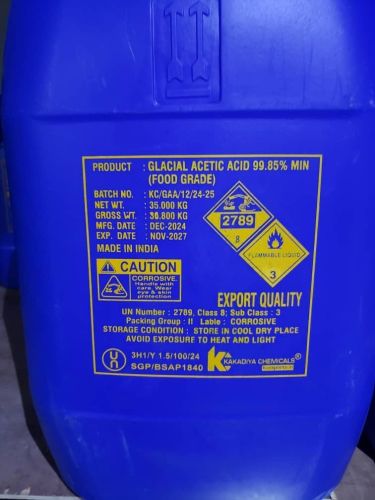 PRODUCT : GLACIAL ACETIC ACID 99.85% MIN
(FOOD GRADE)
BATCH NO. : KC/GAA/12/24-25
NET WT. : 35.000 KG
GROSS WT. : 36.800 KG
MFG. DATE : DEC-2024
EXP. DATE : NOV-2027
MADE IN INDIA
2789
8
FLAMMABLE LIQUID
3
CAUTION
CORROSIVE.
Handle with
care. Wear
eye & skin
protection
EXPORT QUALITY
UN Number : 2789, Class 8; Sub Class : 3
Packing Group : II Lable : CORROSIVE
STORAGE CONDITION : STORE IN COOL DRY PLACE
AVOID EXPOSURE TO HEAT AND LIGHT
UN
3H1/Y 1.5/100/24
SGP/BSAP1840
KAKADIYA CHEMICALS